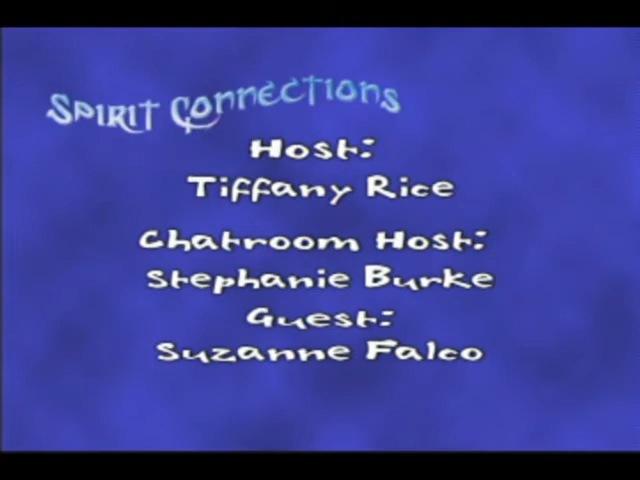 Spirit Connections
Host:
Tiffany Rice
Chatroom Host:
Stephanie Burke
Guest:
Suzanne Falco